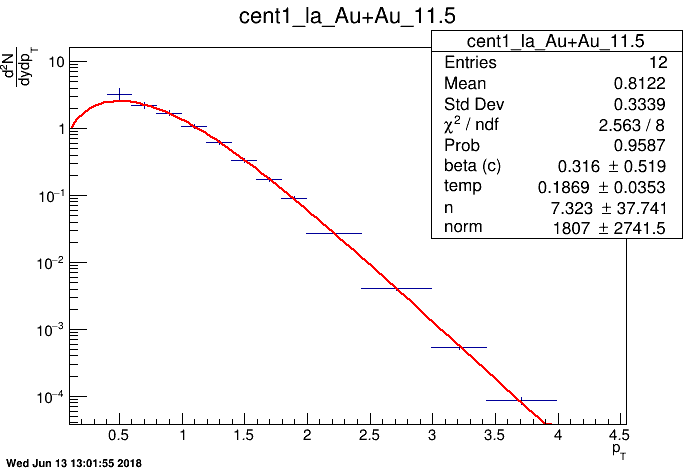 cent1_la_Au+Au_11.5
d²N
dydp_T
cent1_la_Au+Au_11.5
Entries 12
Mean 0.8122
Std Dev 0.3339
χ² / ndf 2.563 / 8
Prob 0.9587
beta (c) 0.316 ± 0.519
temp 0.1869 ± 0.0353
n 7.323 ± 37.741
norm 1807 ± 2741.5
10
1
10⁻¹
10⁻²
10⁻³
10⁻⁴
0.5 1 1.5 2 2.5 3 3.5 4 4.5
p_T
Wed Jun 13 13:01:55 2018